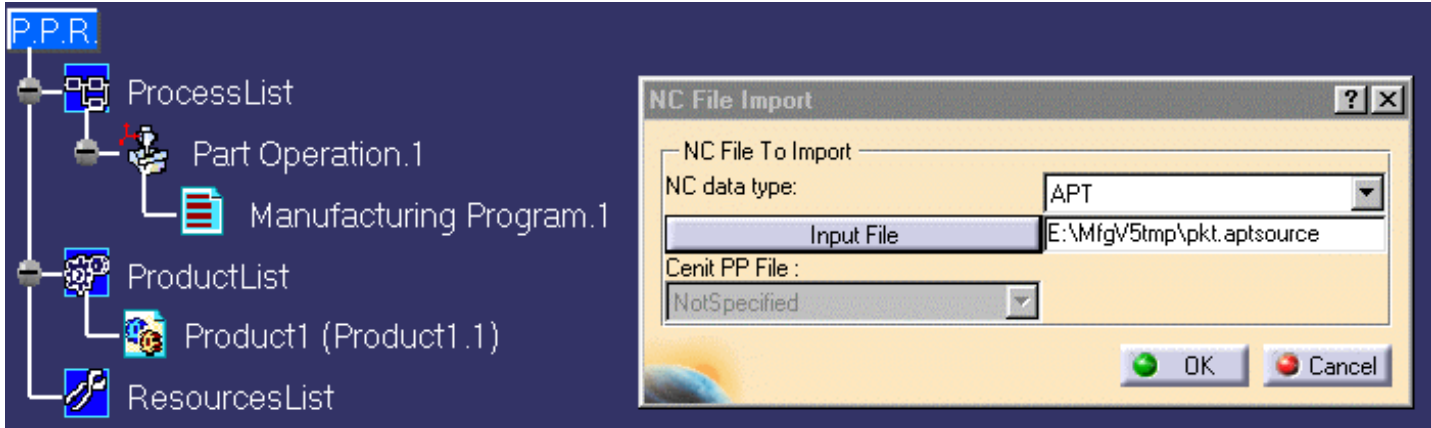 P.P.R.
ProcessList
Part Operation.1
Manufacturing Program.1
ProductList
Product1 (Product1.1)
ResourcesList
NC File Import
NC File To Import
NC data type:
APT
Input File
E:\MfgV5tmp\pkt.aptsource
Cenit PP File :
NotSpecified
OK
Cancel